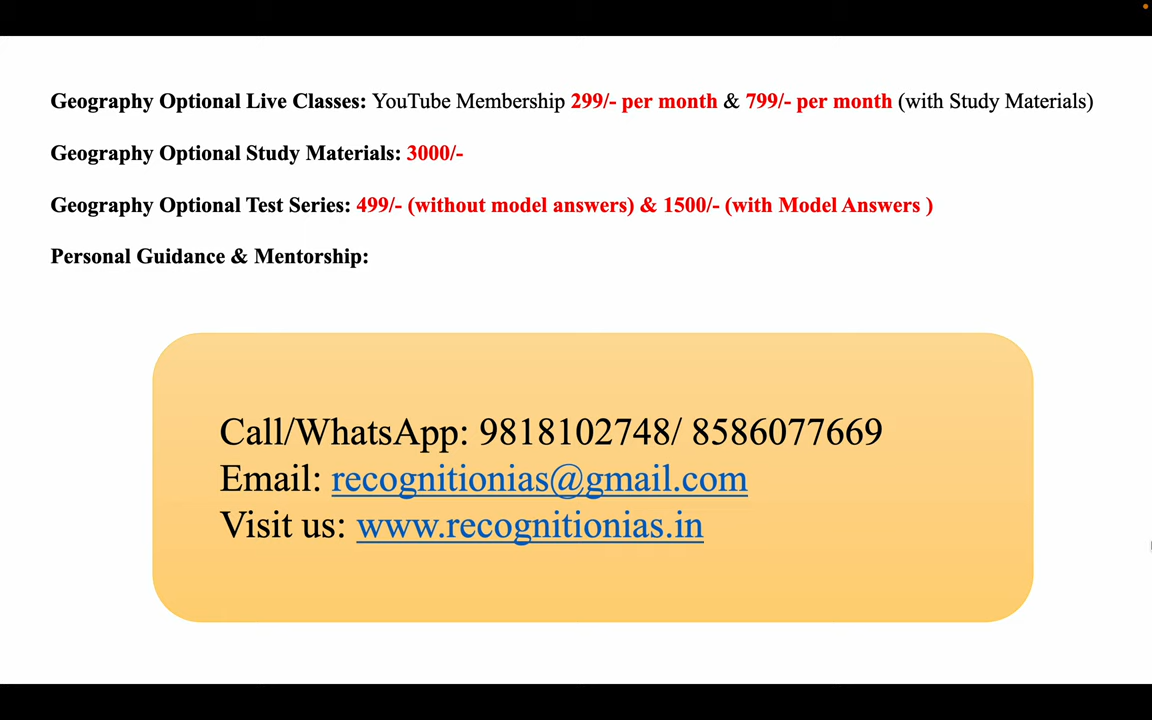 Geography Optional Live Classes: YouTube Membership 299/- per month & 799/- per month (with Study Materials)
Geography Optional Study Materials: 3000/-
Geography Optional Test Series: 499/- (without model answers) & 1500/- (with Model Answers )
Personal Guidance & Mentorship:
Call/WhatsApp: 9818102748/ 8586077669
Email: recognitionias@gmail.com
Visit us: www.recognitionias.in